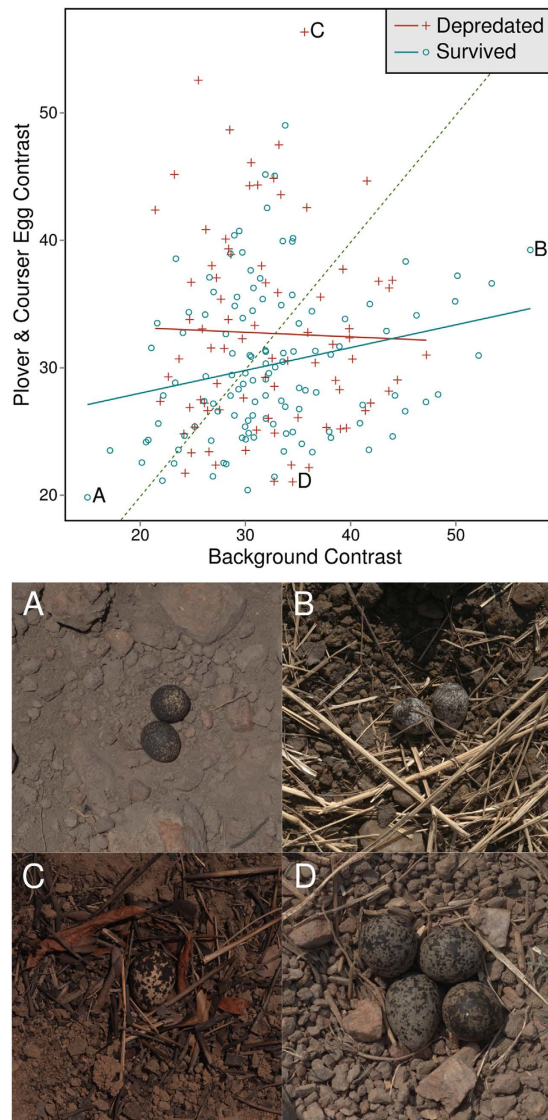 C
Depredated
Survived
B
A
D
Plover & Courser Egg Contrast
50
40
30
20
20
30
40
50
Background Contrast
A
B
C
D